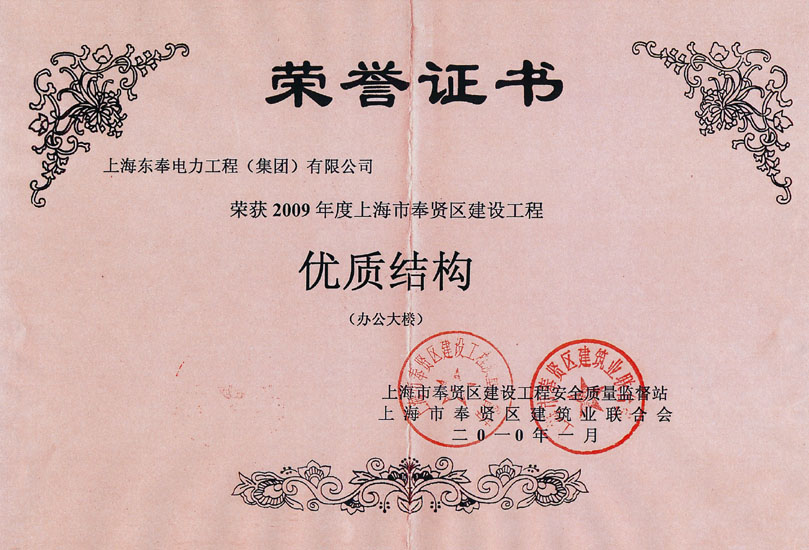 荣誉证书
上海东奉电力工程（集团）有限公司
荣获 2009 年度上海市奉贤区建设工程
优质结构
（办公大楼）
上海市奉贤区建设工程安全质量监督站
上海市奉贤区建筑业联合会
二0一0年一月